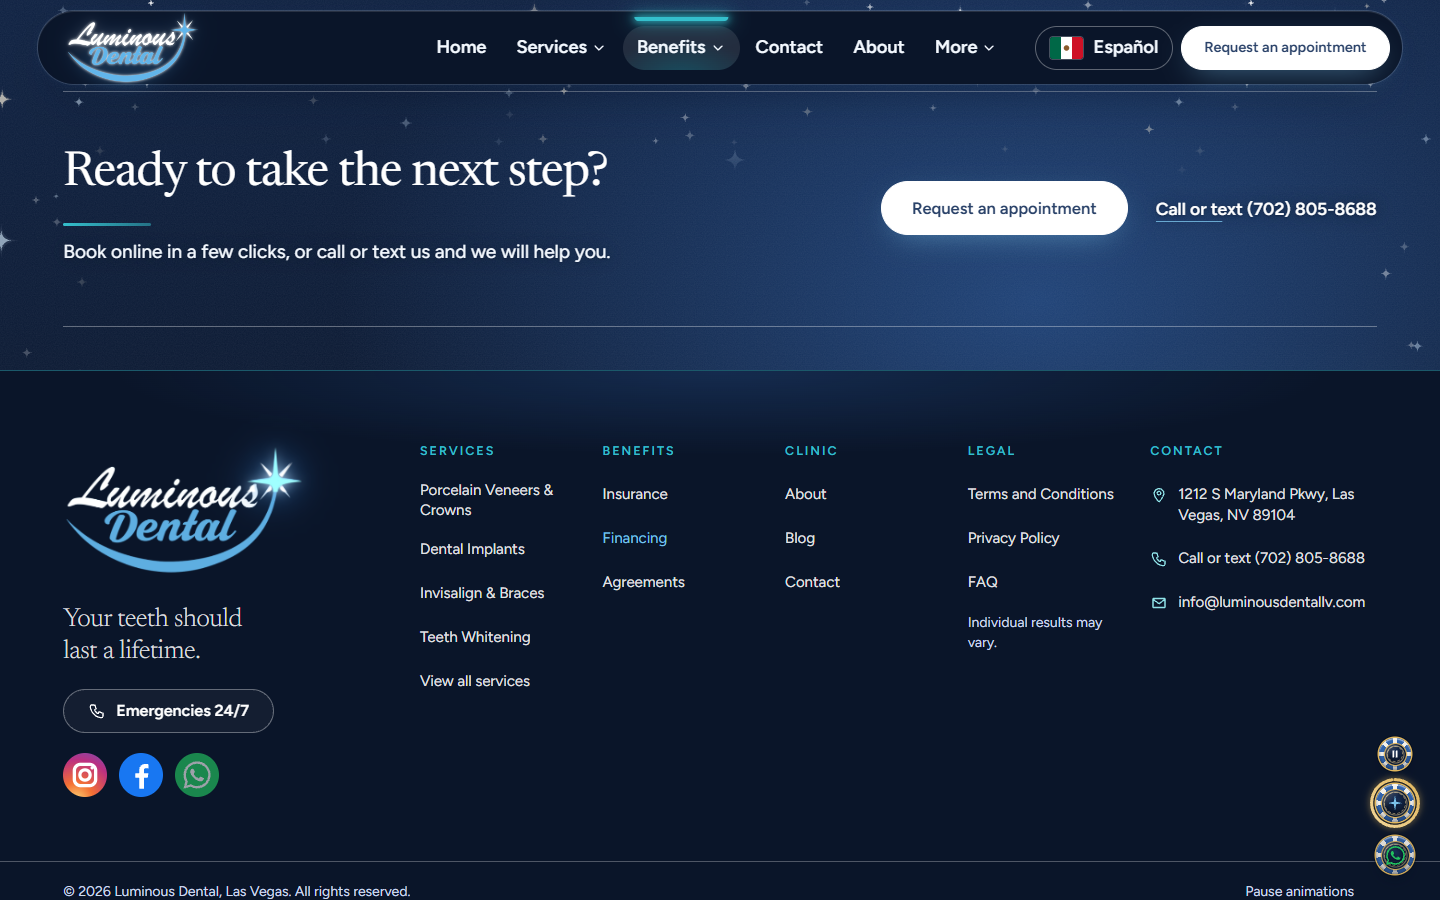 Luminous
Dental
Home
Services
Benefits
Contact
About
More
Español
Request an appointment
Ready to take the next step?
Book online in a few clicks, or call or text us and we will help you.
Request an appointment
Call or text (702) 805-8688
Luminous
Dental
Your teeth should
last a lifetime.
Emergencies 24/7
SERVICES
Porcelain Veneers &
Crowns
Dental Implants
Invisalign & Braces
Teeth Whitening
View all services
BENEFITS
Insurance
Financing
Agreements
CLINIC
About
Blog
Contact
LEGAL
Terms and Conditions
Privacy Policy
FAQ
Individual results may
vary.
CONTACT
1212 S Maryland Pkwy, Las
Vegas, NV 89104
Call or text (702) 805-8688
info@luminousdentallv.com
© 2026 Luminous Dental, Las Vegas. All rights reserved.
Pause animations